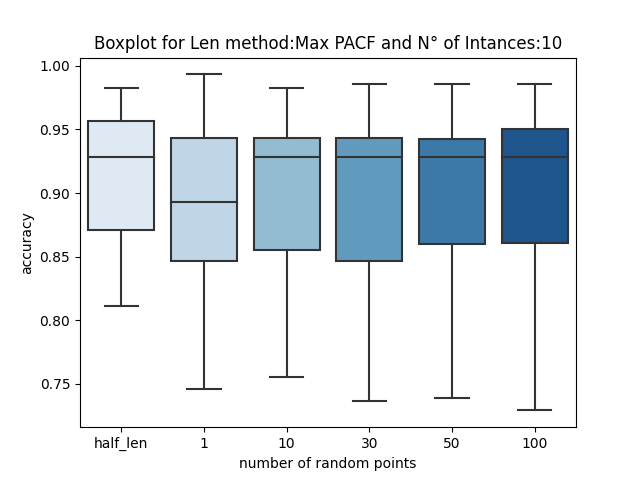 Boxplot for Len method:Max PACF and N° of Intances:10
1.00
0.95
0.90
0.85
0.80
0.75
accuracy
half_len 1 10 30 50 100
number of random points